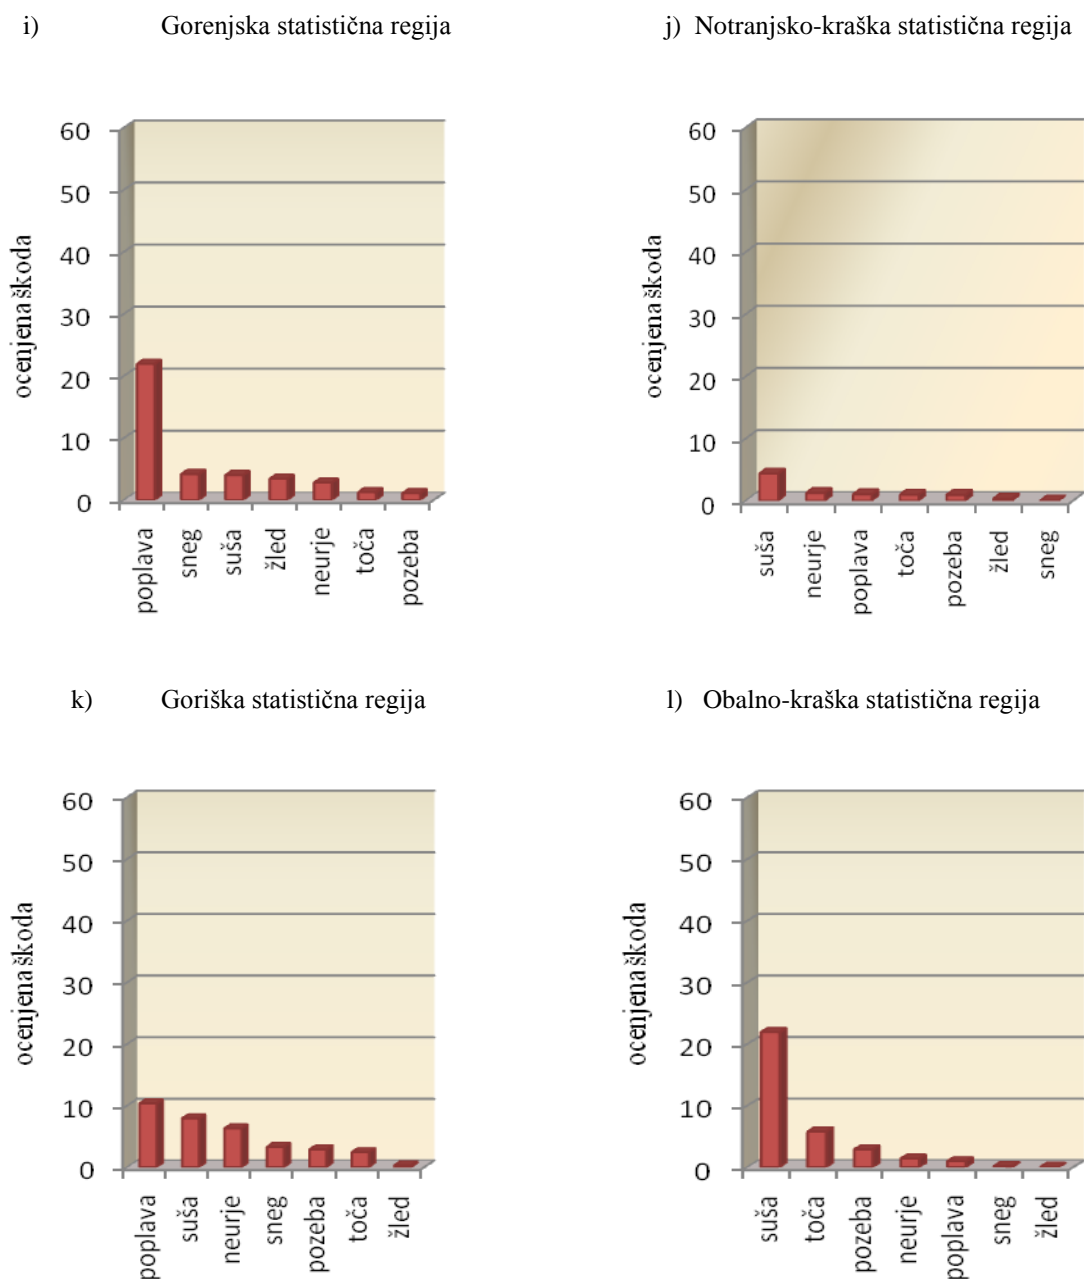 i) Gorenjska statistična regija
60
50
40
30
20
10
0
ocenjena škoda
poplava
sneg
suša
žled
neurje
toča
pozeba
j) Notranjsko-kraška statistična regija
60
50
40
30
20
10
0
ocenjena škoda
suša
neurje
poplava
toča
pozeba
žled
sneg
k) Goriška statistična regija
60
50
40
30
20
10
0
ocenjena škoda
poplava
suša
neurje
sneg
pozeba
toča
žled
l) Obalno-kraška statistična regija
60
50
40
30
20
10
0
ocenjena škoda
suša
toča
pozeba
neurje
poplava
sneg
žled